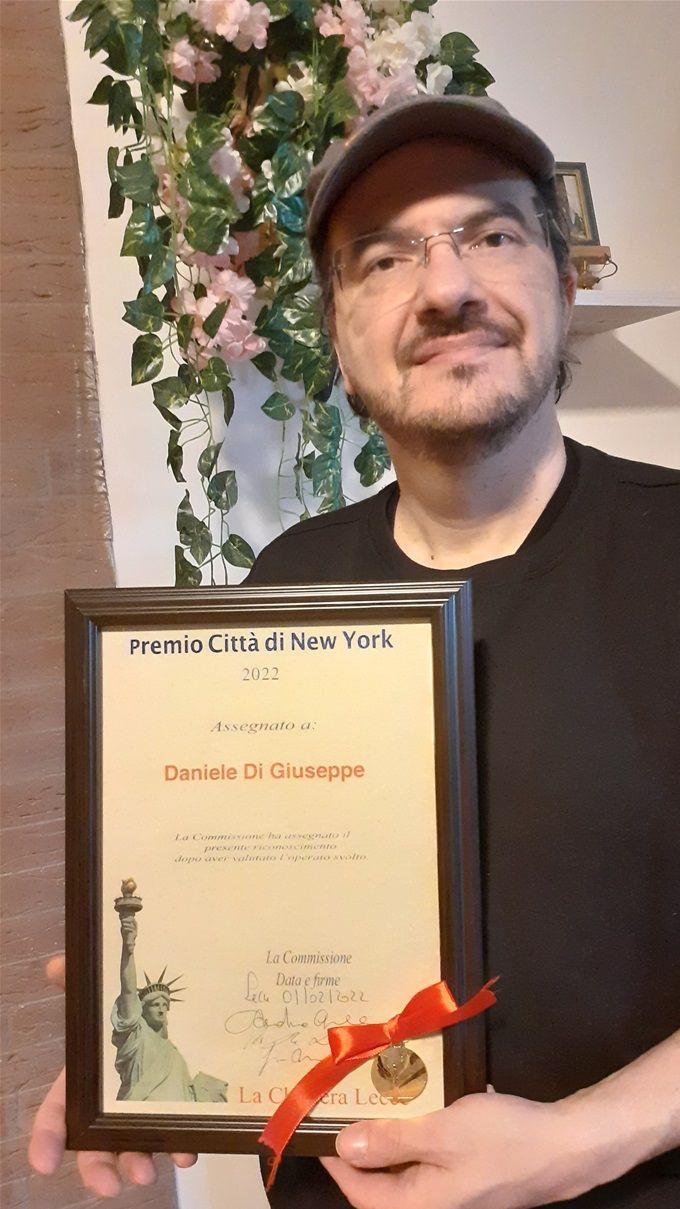 Premio Città di New York
2022
Assegnato a:
Daniele Di Giuseppe
La Commissione ha assegnato il
presente riconoscimento
dopo aver valutato l'operato svolto
La Commissione
Data e firme
01/02/2022
La